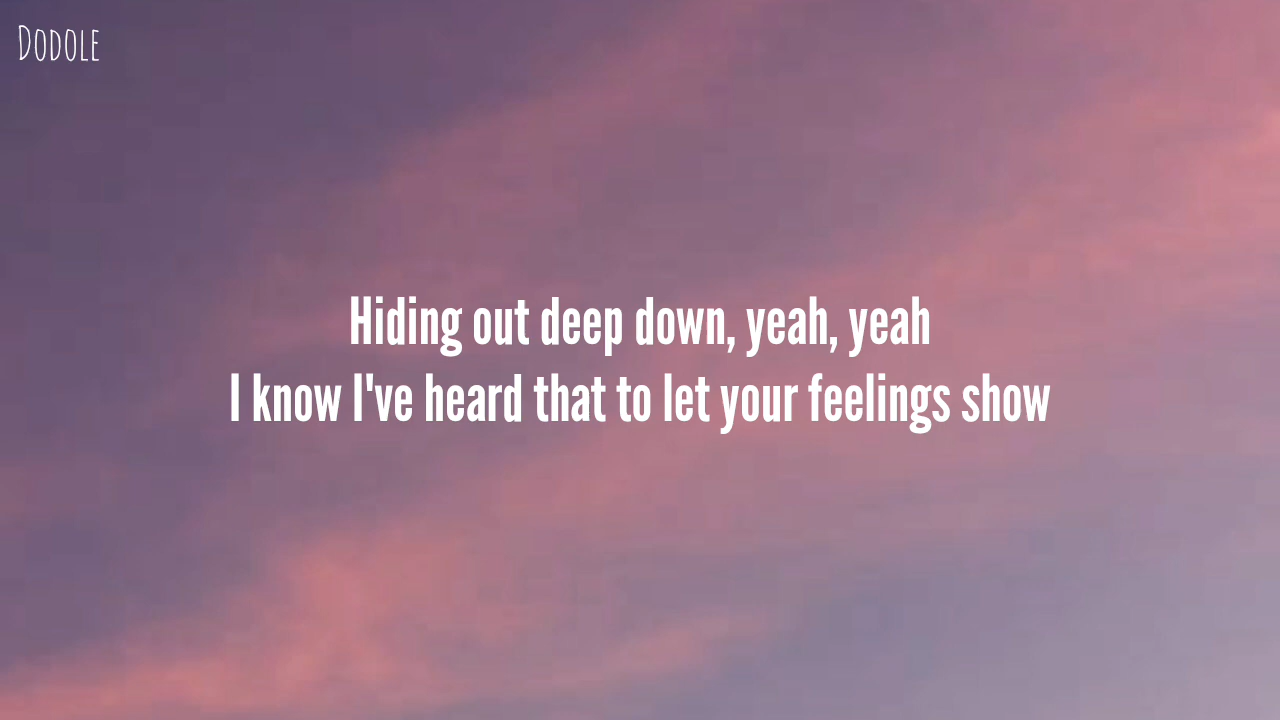 Dodole
Hiding out deep down, yeah, yeah
I know I've heard that to let your feelings show